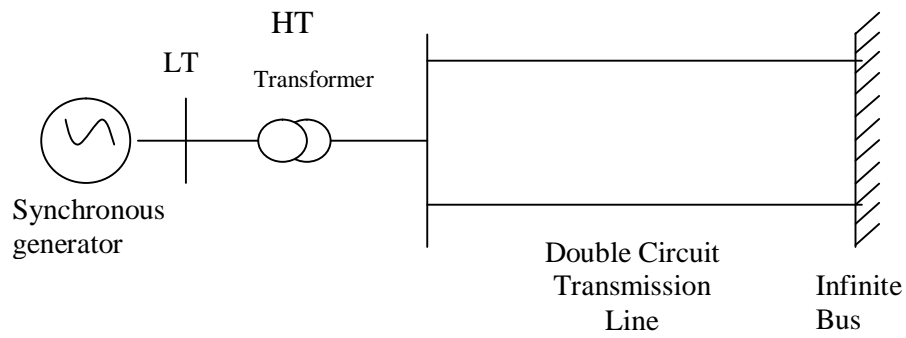 HT
LT
Transformer
Synchronous
generator
Double Circuit
Transmission
Line
Infinite
Bus